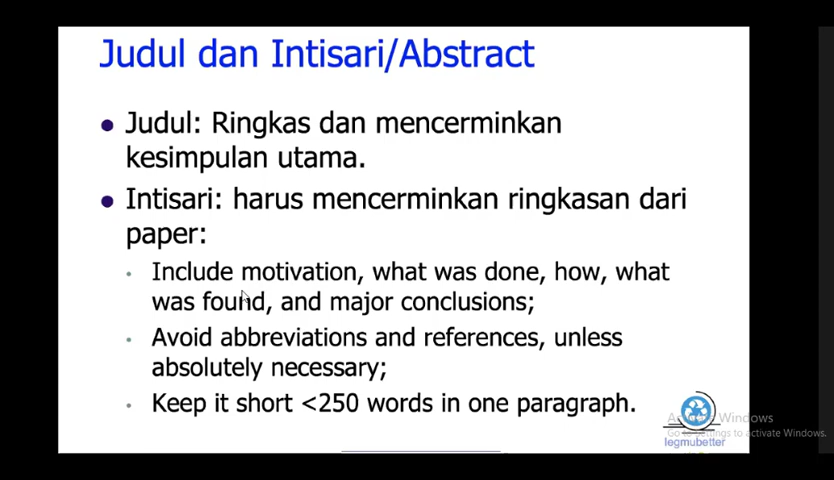 Judul dan Intisari/Abstract
Judul: Ringkas dan mencerminkan
kesimpulan utama.
Intisari: harus mencerminkan ringkasan dari
paper:
Include motivation, what was done, how, what
was found, and major conclusions;
Avoid abbreviations and references, unless
absolutely necessary;
Keep it short <250 words in one paragraph.
Activate Windows
Go to Settings to activate Windows.
legmubetter